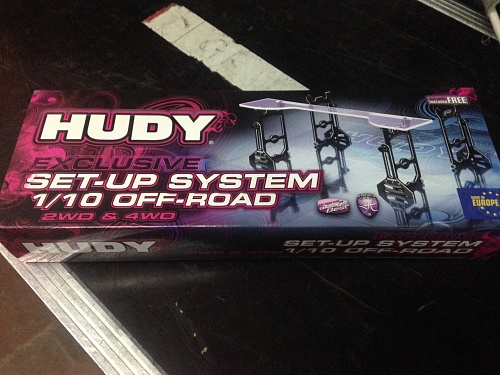 HUDY®
EXCLUSIVE
SET-UP SYSTEM
1/10 OFF-ROAD
2WD & 4WD
FREE
EUROPE
HUDY
SET-UP SYSTEM
1/10 OFF-ROAD